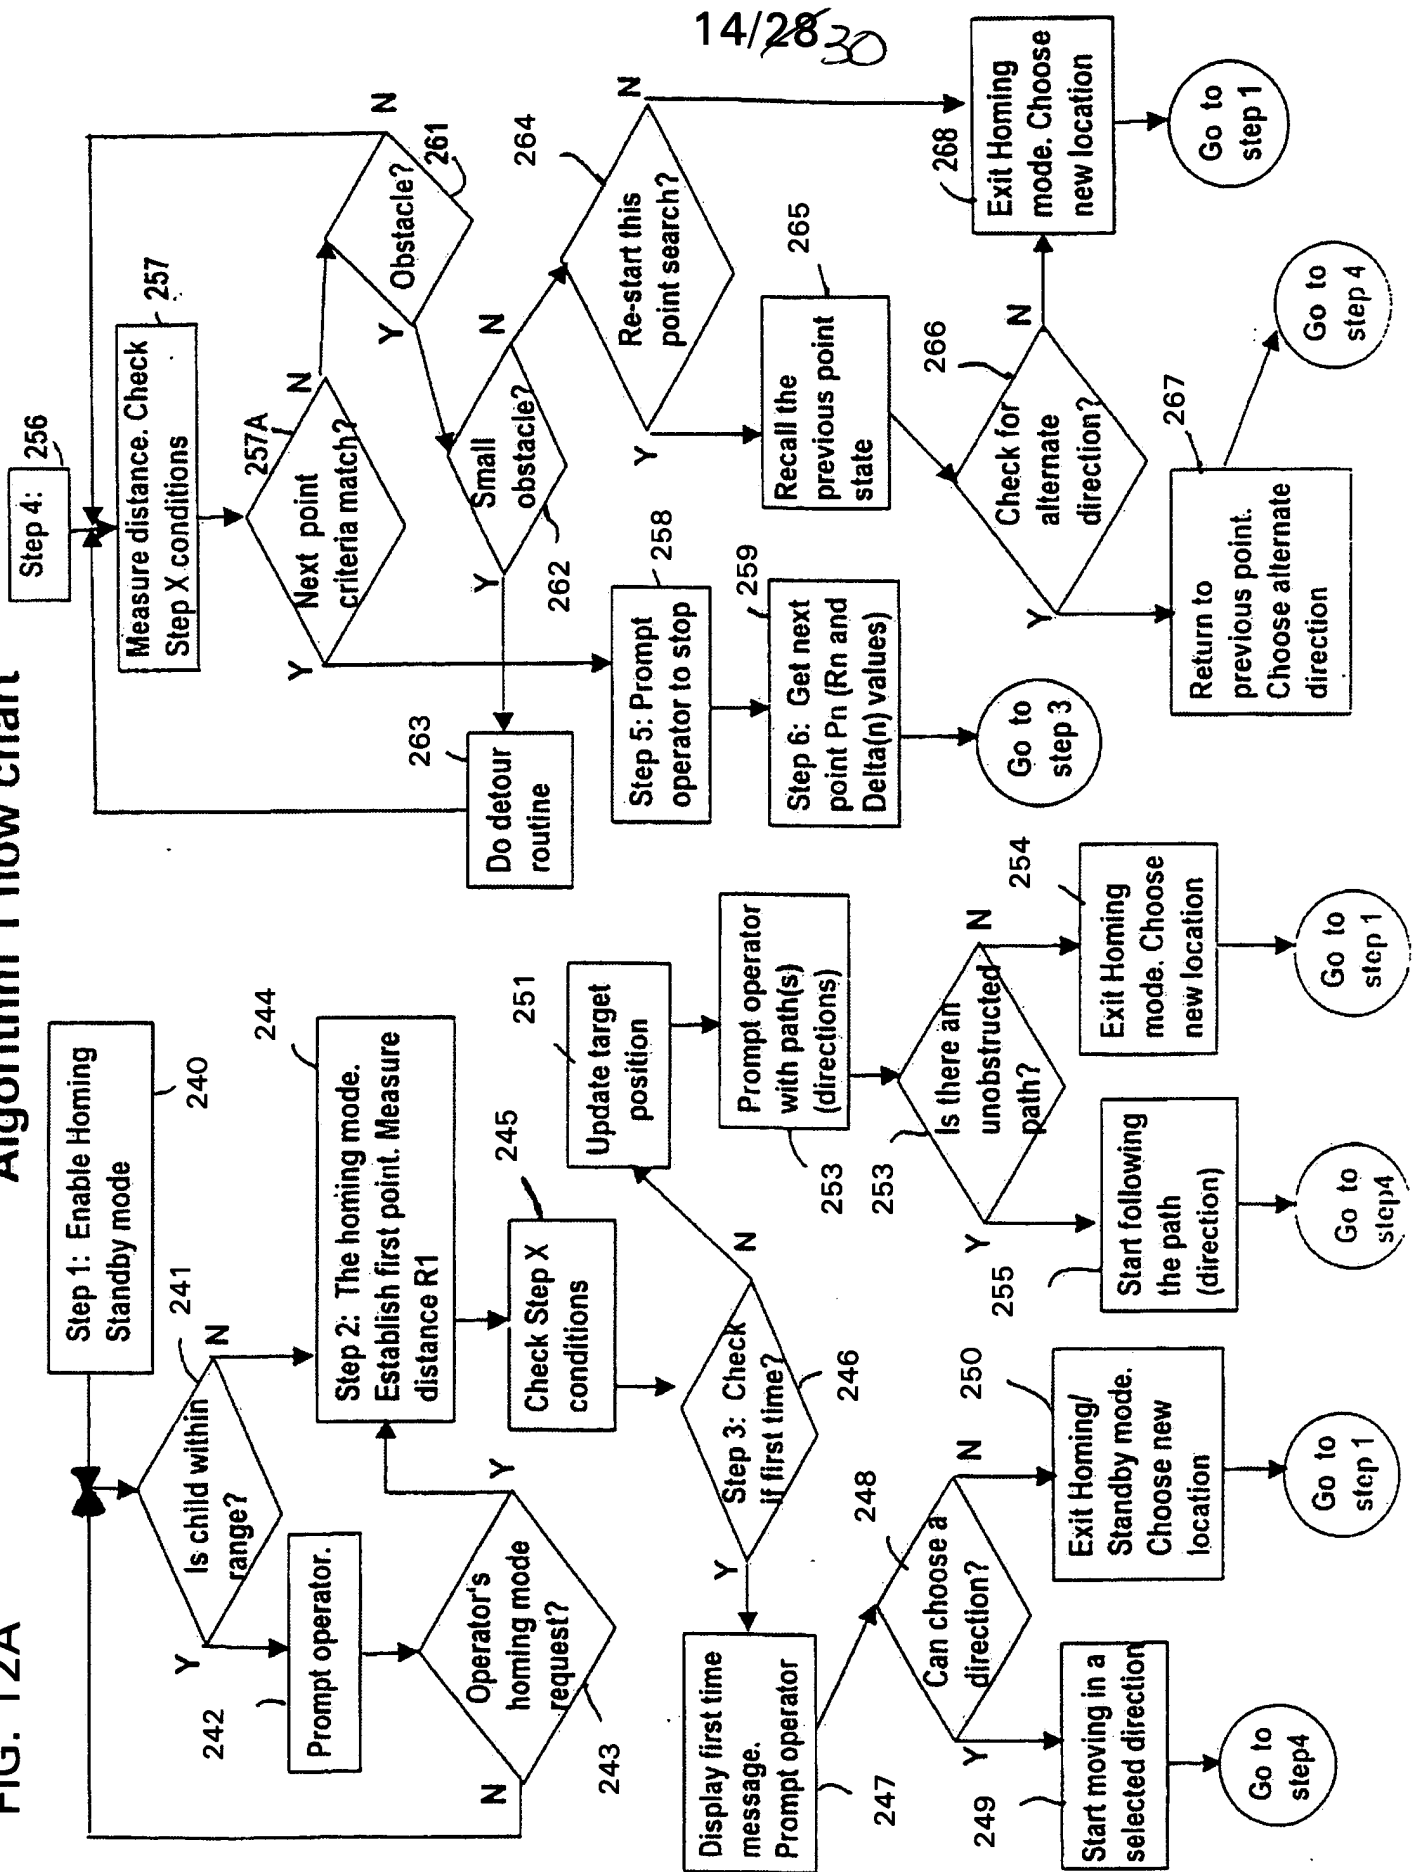 14/28 30
FIG. 12A
Algorithm Flow chart
Step 1: Enable Homing
Standby mode
240
241
Is child within
range?
Y
N
242
Prompt operator.
Operator's
homing mode
request?
243
N
Y
244
Step 2: The homing mode.
Establish first point. Measure
distance R1
245
Check Step X
conditions
Step 3: Check
if first time?
246
Y
N
Display first time
message.
Prompt operator
247
248
Can choose a
direction?
Y
N
249
Start moving in a
selected direction
Go to
step4
250
Exit Homing/
Standby mode.
Choose new
location
Go to
step 1
251
Update target
position
Prompt operator
with path(s)
(directions)
253
253
Is there an
unobstructed
path?
Y
N
255
Start following
the path
(direction)
Go to
step4
254
Exit Homing
mode. Choose
new location
Go to
step 1
Step 4:
256
257
Measure distance. Check
Step X conditions
257A
Next point
criteria match?
Y
N
Obstacle?
261
N
Y
Small
obstacle?
262
Y
N
263
Do detour
routine
258
Step 5: Prompt
operator to stop
259
Step 6: Get next
point Pn (Rn and
Delta(n) values)
Go to
step 3
264
Re-start this
point search?
Y
N
265
Recall the
previous point
state
266
Check for
alternate
direction?
Y
N
267
Return to
previous point.
Choose alternate
direction
Go to
step 4
268
Exit Homing
mode. Choose
new location
Go to
step 1